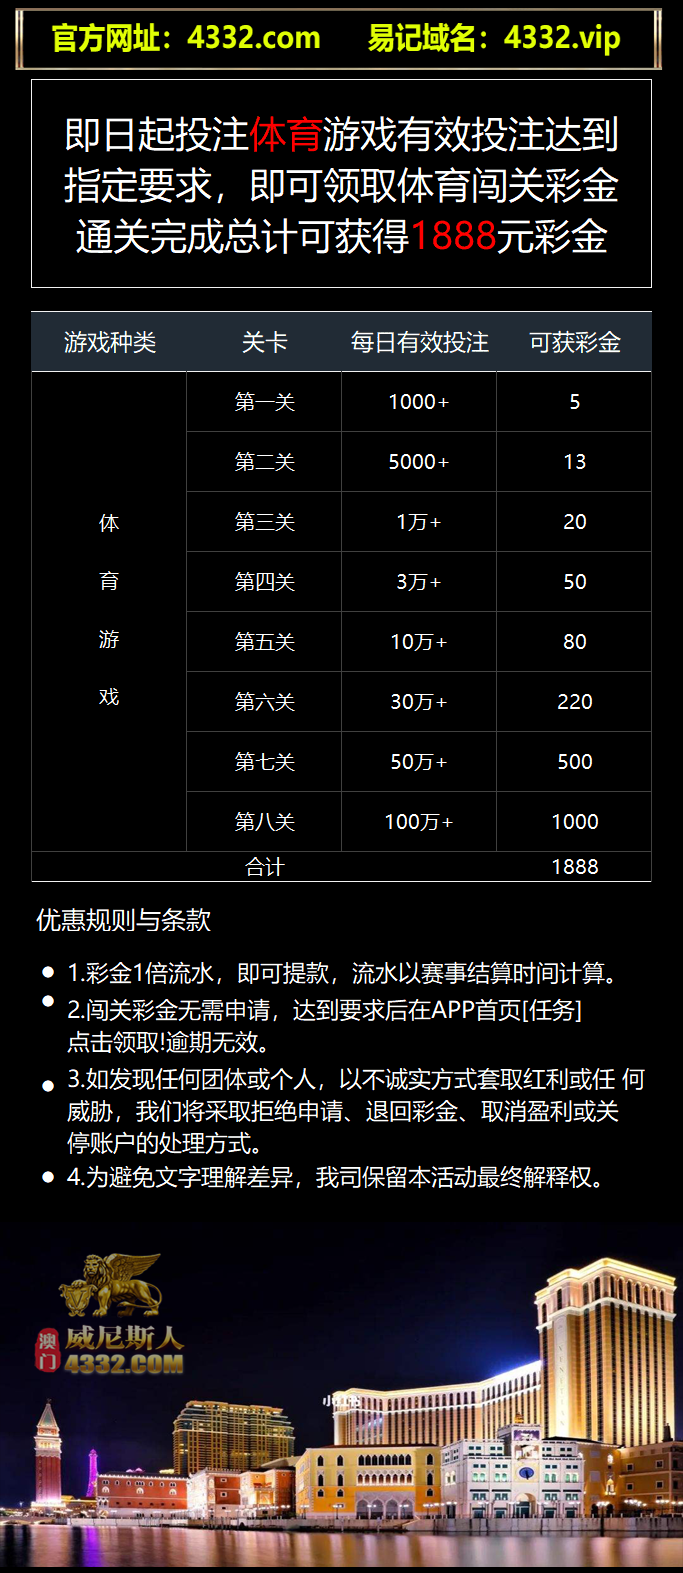 官方网址：4332.com 易记域名：4332.vip
即日起投注体育游戏有效投注达到
指定要求，即可领取体育闯关彩金
通关完成总计可获得1888元彩金
游戏种类 关卡 每日有效投注 可获彩金
体育游戏
第一关 1000+ 5
第二关 5000+ 13
第三关 1万+ 20
第四关 3万+ 50
第五关 10万+ 80
第六关 30万+ 220
第七关 50万+ 500
第八关 100万+ 1000
合计 1888
优惠规则与条款
1.彩金1倍流水，即可提款，流水以赛事结算时间计算。
2.闯关彩金无需申请，达到要求后在APP首页[任务]
点击领取!逾期无效。
3.如发现任何团体或个人，以不诚实方式套取红利或任 何
威胁，我们将采取拒绝申请、退回彩金、取消盈利或关
停账户的处理方式。
4.为避免文字理解差异，我司保留本活动最终解释权。
澳门 威尼斯人
4332.COM